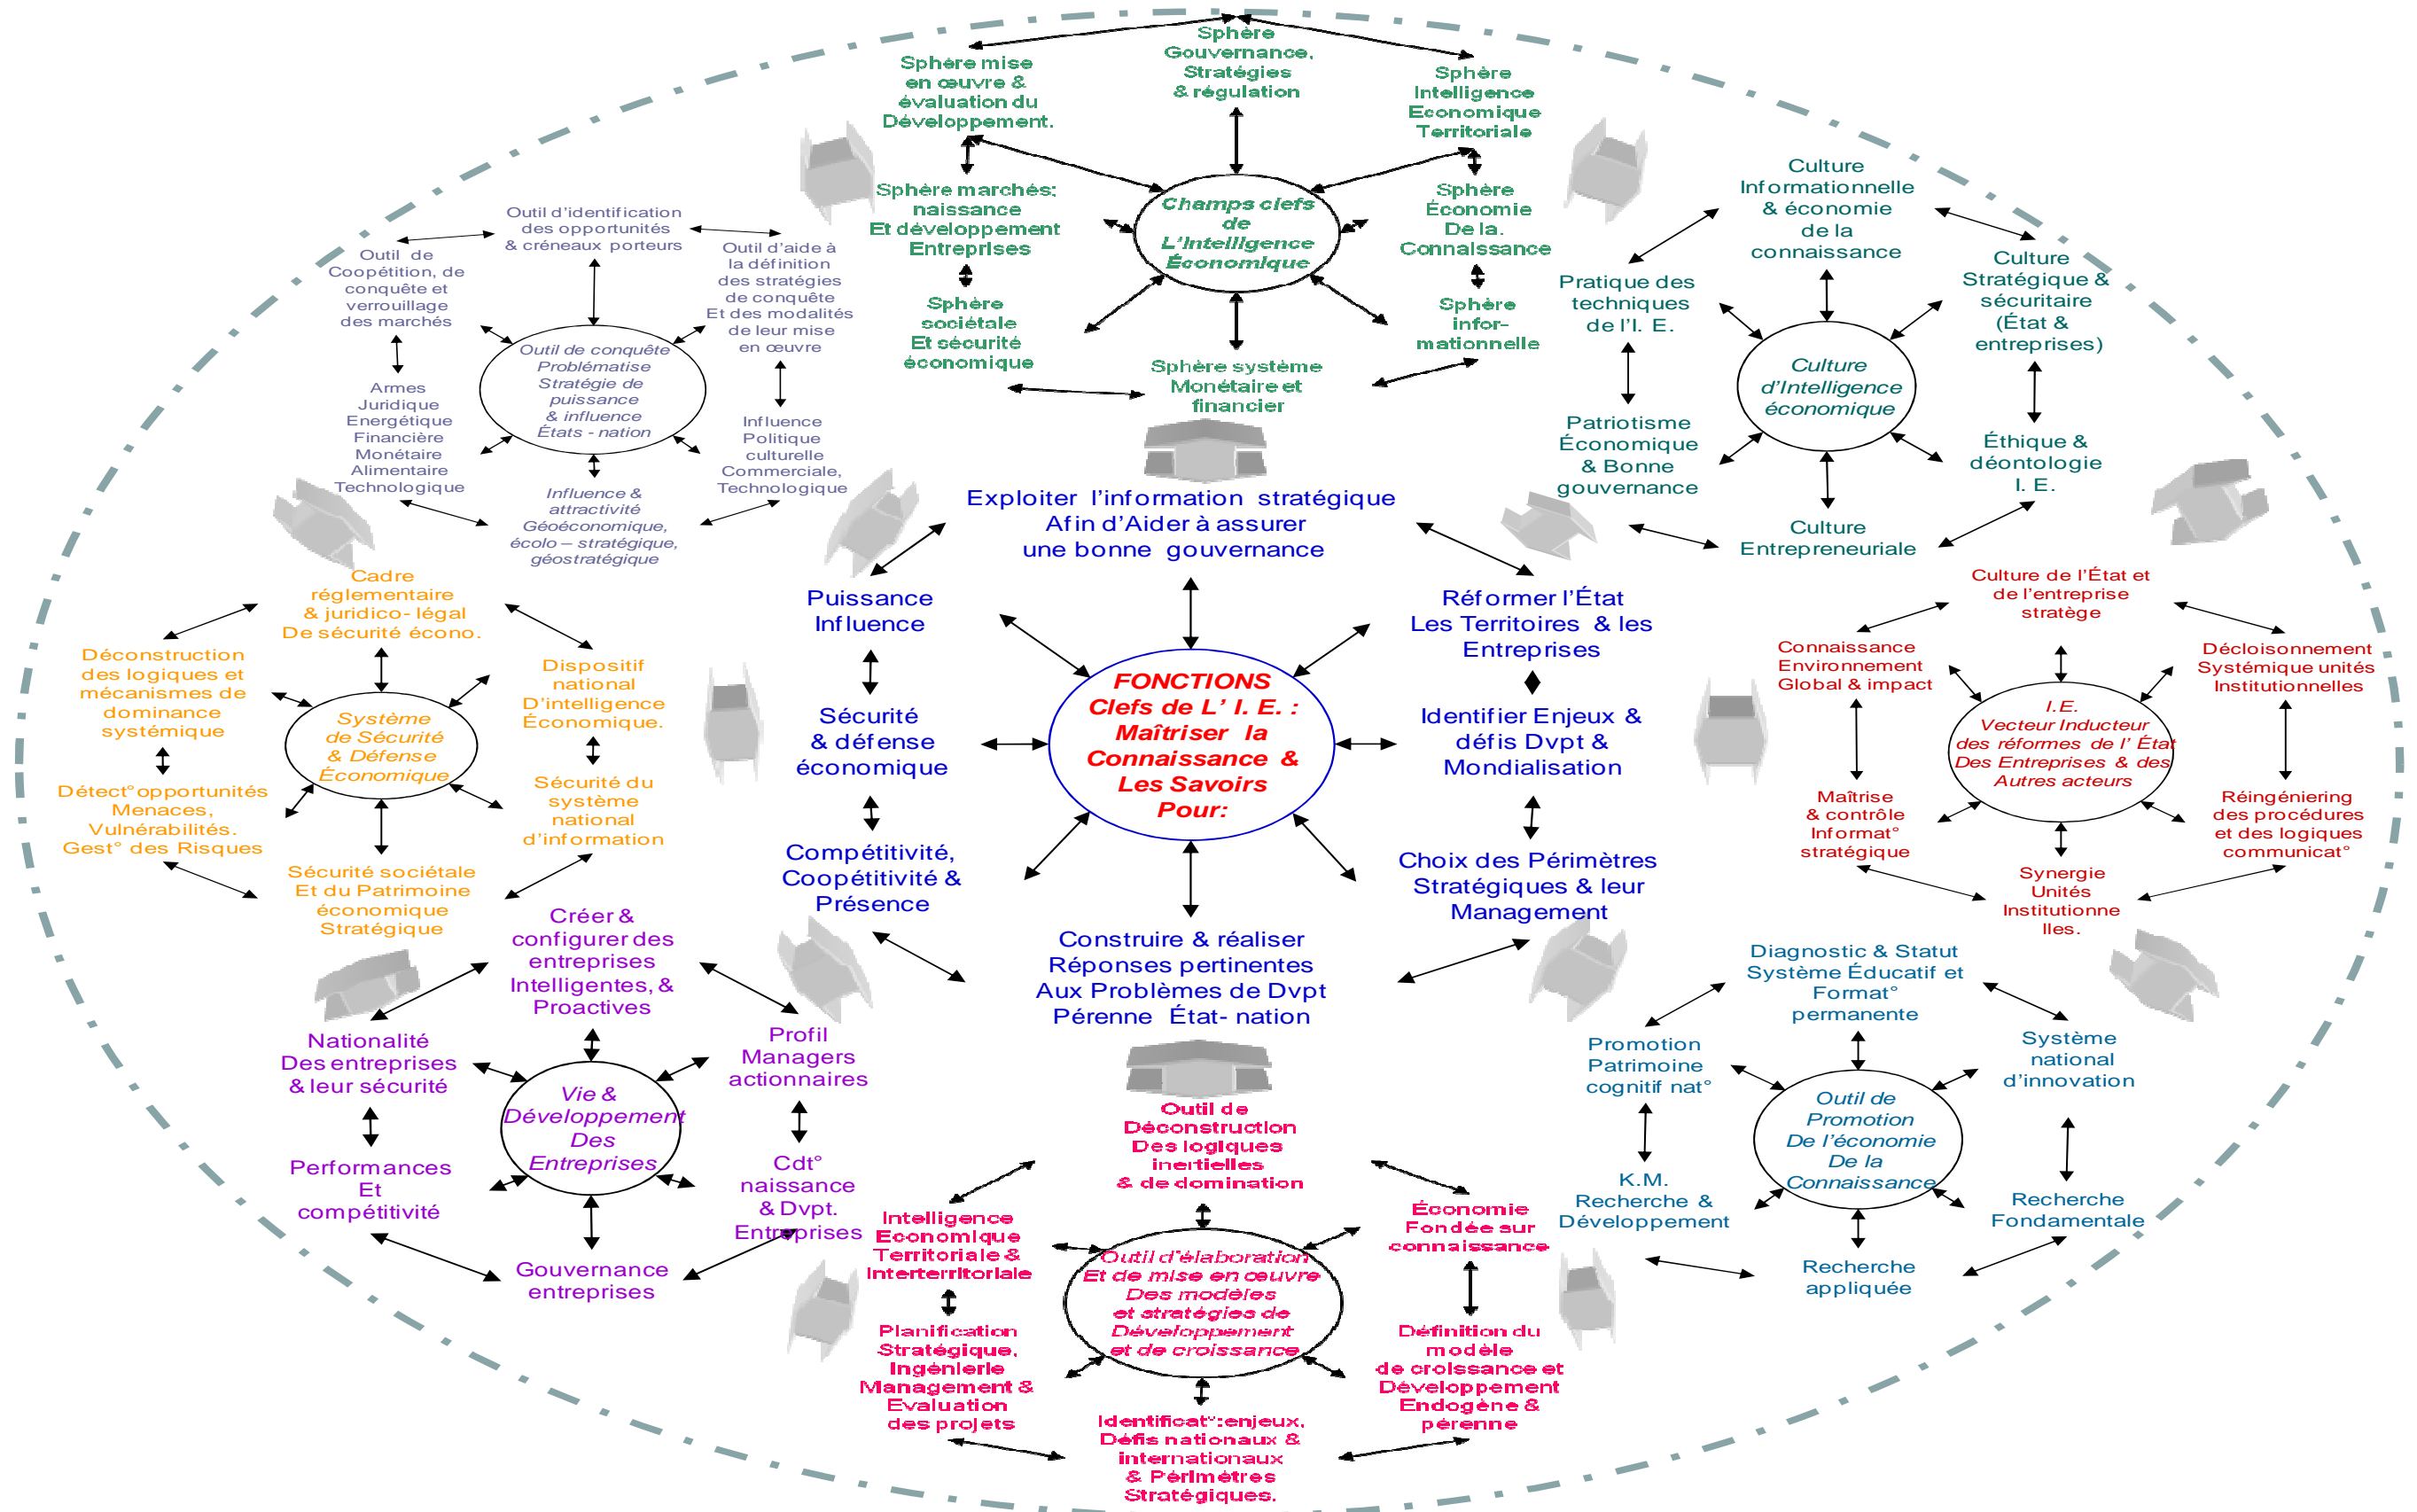 Sphère
Gouvernance,
Stratégies
& régulation
Sphère mise
en œuvre &
évaluation du
Développement.
Sphère
Intelligence
Economique
Territoriale
Sphère marchés:
naissance
Et développement
Entreprises
Champs clefs
de
L'Intelligence
Économique
Sphère
Économie
De la.
Connaissance
Sphère
sociétale
Et sécurité
économique
Sphère
infor-
mationnelle
Sphère système
Monétaire et
financier
Outil d'identification
des opportunités
& créneaux porteurs
Outil de
Coopétition, de
conquête et
verrouillage
des marchés
Outil d'aide à
la définition
des stratégies
de conquête
Et des modalités
de leur mise
en œuvre
Outil de conquête
Problématise
Stratégie de
puissance
& influence
États - nation
Armes
Juridique
Energétique
Financière
Monétaire
Alimentaire
Technologique
Influence
Politique
culturelle
Commerciale,
Technologique
Influence &
attractivité
Géoéconomique,
écolo – stratégique,
géostratégique
Culture
Informationnelle
& économie
de la
connaissance
Pratique des
techniques
de l'I. E.
Culture
Stratégique &
sécuritaire
(État &
entreprises)
Culture
d'Intelligence
économique
Patriotisme
Économique
& Bonne
gouvernance
Éthique &
déontologie
I. E.
Culture
Entrepreneuriale
Exploiter l'information stratégique
Afin d'Aider à assurer
une bonne gouvernance
Puissance
Influence
Réformer l'État
Les Territoires & les
Entreprises
Sécurité
& défense
économique
FONCTIONS
Clefs de L' I. E. :
Maîtriser la
Connaissance &
Les Savoirs
Pour:
Identifier Enjeux &
défis Dvpt &
Mondialisation
Compétitivité,
Coopétitivité &
Présence
Choix des Périmètres
Stratégiques & leur
Management
Construire & réaliser
Réponses pertinentes
Aux Problèmes de Dvpt
Pérenne État- nation
Cadre
réglementaire
& juridico- légal
De sécurité écono.
Déconstruction
des logiques et
mécanismes de
dominance
systémique
Dispositif
national
D'intelligence
Économique.
Système
de Sécurité
& Défense
Économique
Détect°opportunités
Menaces,
Vulnérabilités.
Gest° des Risques
Sécurité du
système
national
d'information
Sécurité sociétale
Et du Patrimoine
économique
Stratégique
Culture de l'État et
de l'entreprise
stratège
Connaissance
Environnement
Global & impact
Décloisonnement
Systémique unités
Institutionnelles
I.E.
Vecteur Inducteur
des réformes de l' État
Des Entreprises & des
Autres acteurs
Maîtrise
& contrôle
Informat°
stratégique
Réingéniering
des procédures
et des logiques
communicat°
Synergie
Unités
Institutionne
lles.
Créer &
configurer des
entreprises
Intelligentes, &
Proactives
Nationalité
Des entreprises
& leur sécurité
Profil
Managers
actionnaires
Vie &
Développement
Des
Entreprises
Performances
Et
compétitivité
Cdt°
naissance
& Dvpt.
Entreprises
Gouvernance
entreprises
Diagnostic & Statut
Système Éducatif et
Format°
permanente
Promotion
Patrimoine
cognitif nat°
Système
national
d'innovation
Outil de
Promotion
De l'économie
De la
Connaissance
K.M.
Recherche &
Développement
Recherche
Fondamentale
Recherche
appliquée
Outil de
Déconstruction
Des logiques
inertielles
& de domination
Intelligence
Economique
Territoriale &
Interterritoriale
Économie
Fondée sur
connaissance
Outil d'élaboration
Et de mise en œuvre
Des modèles
et stratégies de
Développement
et de croissance
Planification
Stratégique,
Ingénierie
Management &
Evaluation
des projets
Définition du
modèle
de croissance et
Développement
Endogène &
pérenne
Identificat°:enjeux,
Défis nationaux &
internationaux
& Périmètres
Stratégiques.